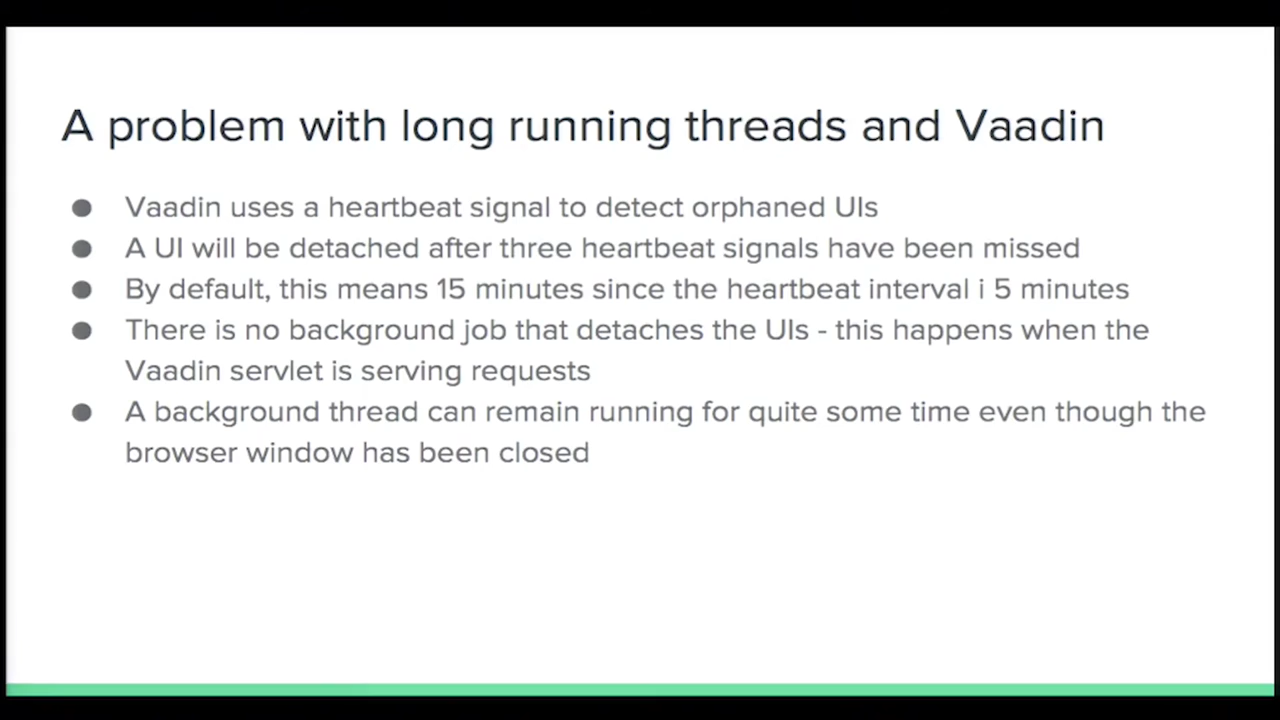 A problem with long running threads and Vaadin
● Vaadin uses a heartbeat signal to detect orphaned UIs
● A UI will be detached after three heartbeat signals have been missed
● By default, this means 15 minutes since the heartbeat interval i 5 minutes
● There is no background job that detaches the UIs - this happens when the
Vaadin servlet is serving requests
● A background thread can remain running for quite some time even though the
browser window has been closed